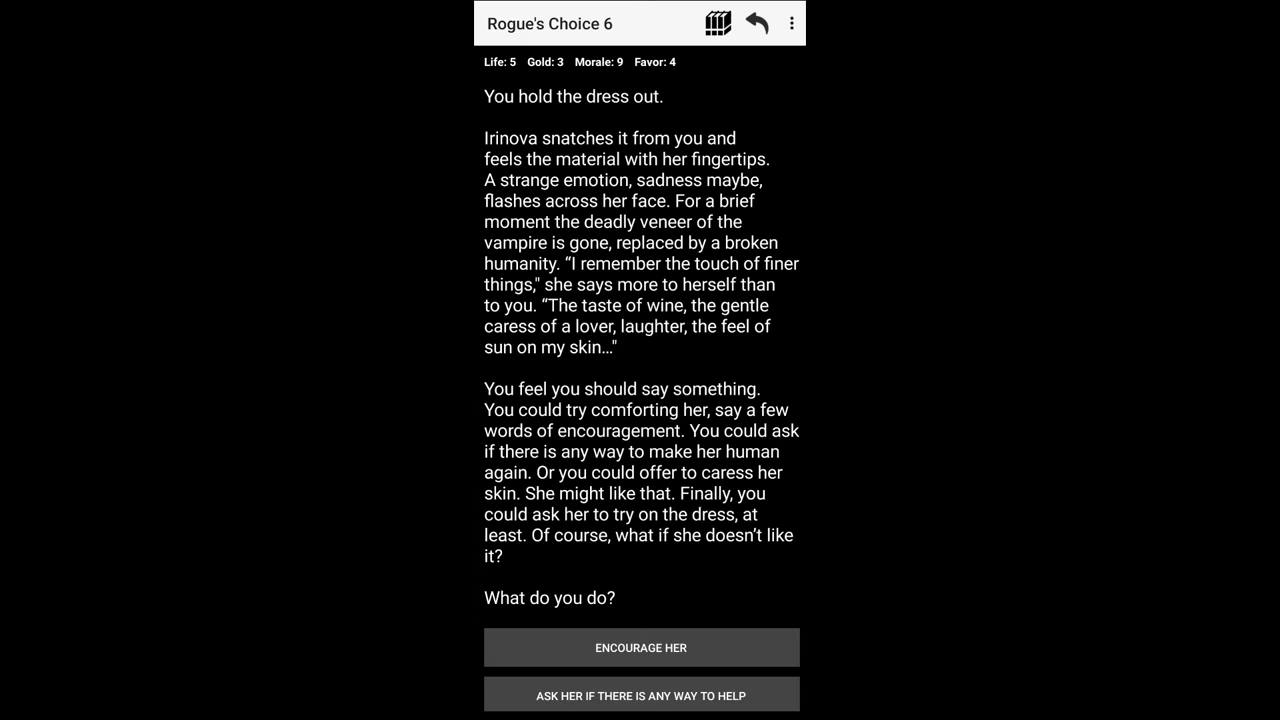 Rogue's Choice 6
Life: 5 Gold: 3 Morale: 9 Favor: 4
You hold the dress out.
Irinova snatches it from you and
feels the material with her fingertips.
A strange emotion, sadness maybe,
flashes across her face. For a brief
moment the deadly veneer of the
vampire is gone, replaced by a broken
humanity. “I remember the touch of finer
things," she says more to herself than
to you. “The taste of wine, the gentle
caress of a lover, laughter, the feel of
sun on my skin…"
You feel you should say something.
You could try comforting her, say a few
words of encouragement. You could ask
if there is any way to make her human
again. Or you could offer to caress her
skin. She might like that. Finally, you
could ask her to try on the dress, at
least. Of course, what if she doesn’t like
it?
What do you do?
ENCOURAGE HER
ASK HER IF THERE IS ANY WAY TO HELP